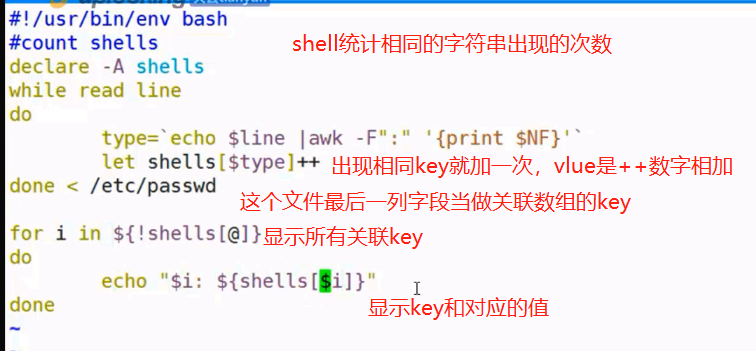 #!/usr/bin/env bash
#count shells
shell统计相同的字符串出现的次数
declare -A shells
while read line
do
type=`echo $line |awk -F":" '{print $NF}'`
let shells[$type]++ 出现相同key就加一次，vlue是++数字相加
done < /etc/passwd
这个文件最后一列字段当做关联数组的key
for i in ${!shells[@]}显示所有关联key
do
echo "$i: ${shells[$i]}"
显示key和对应的值
done
~